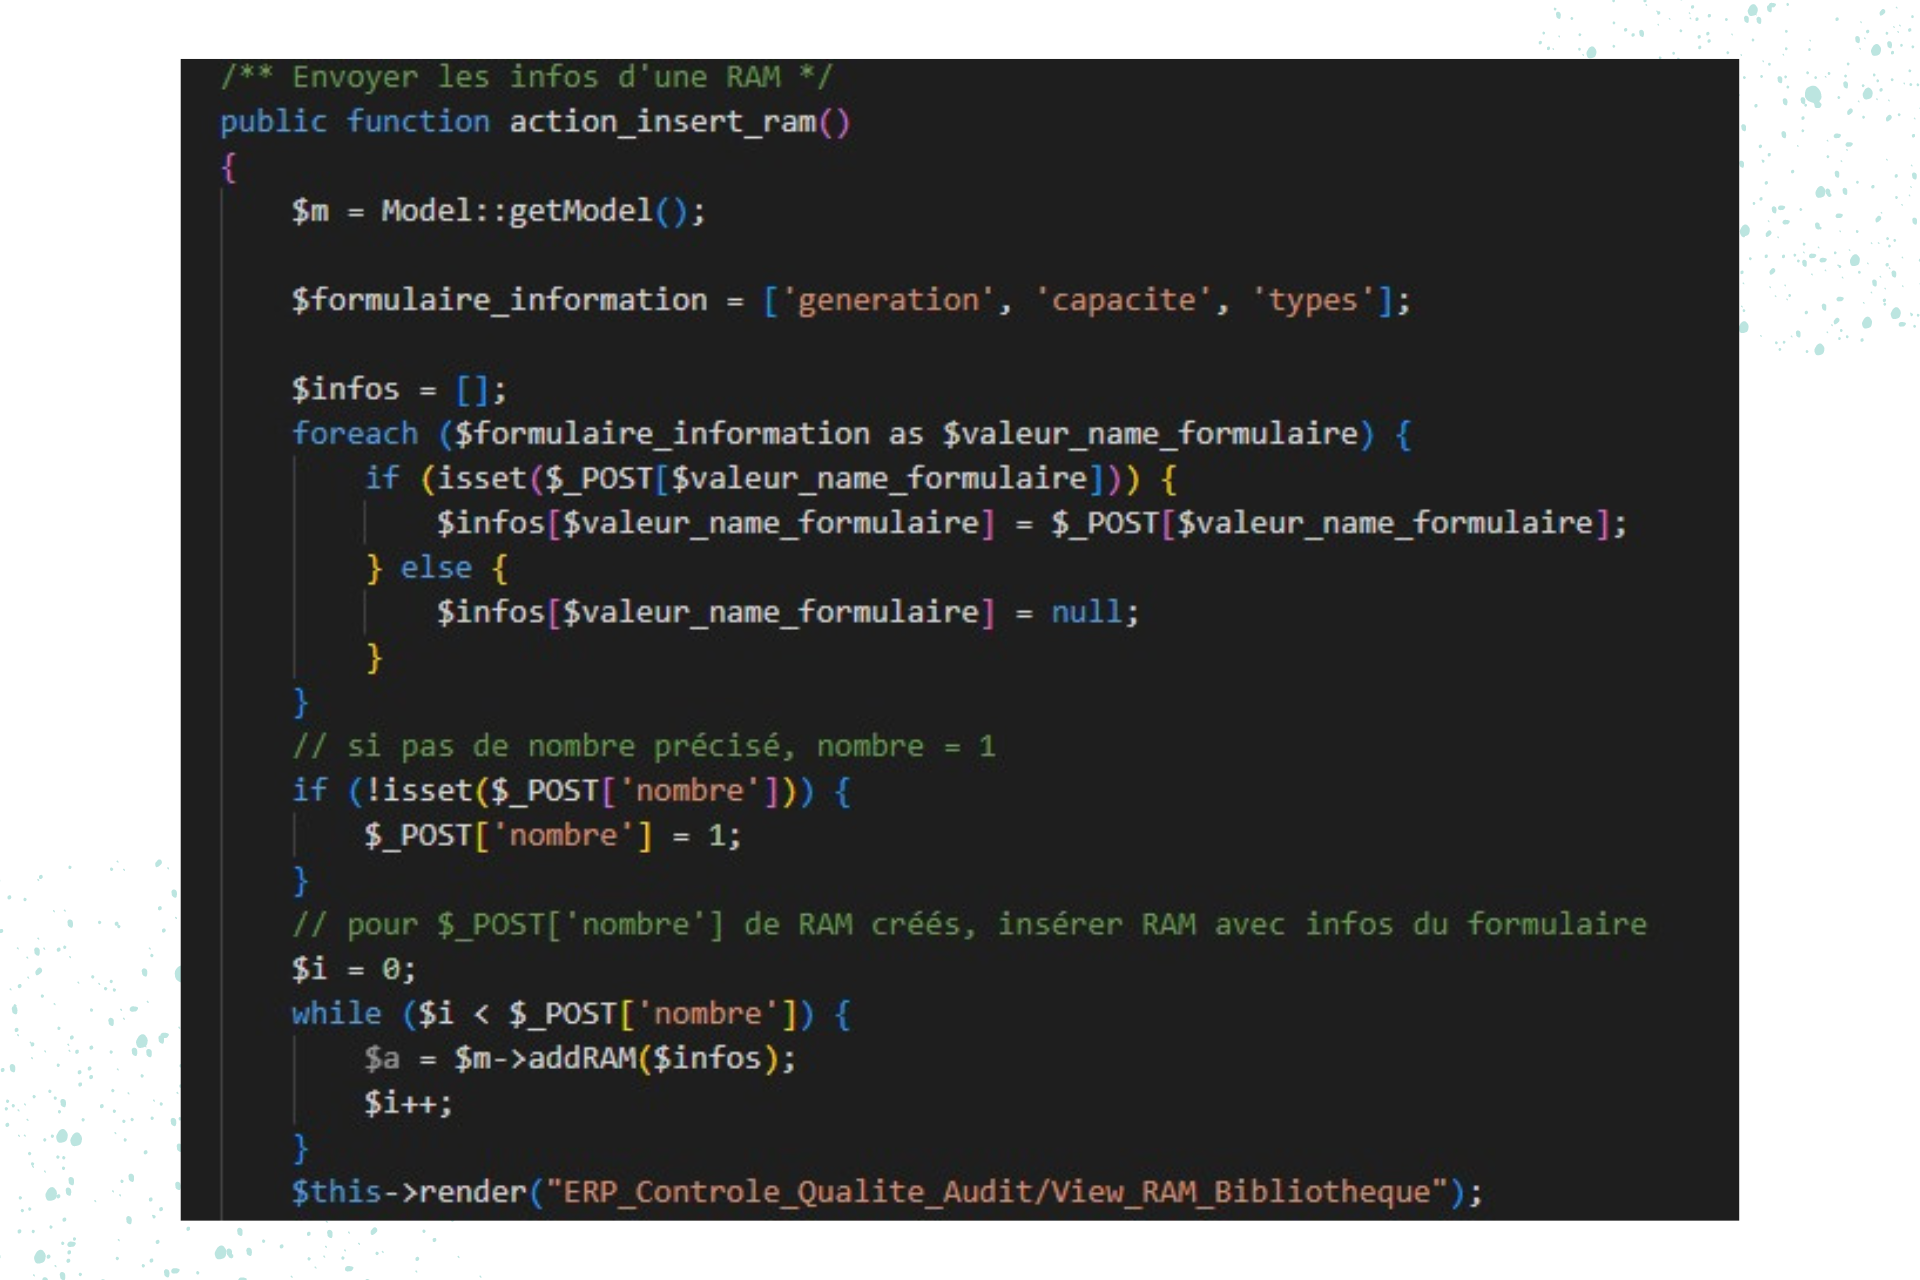 /** Envoyer les infos d'une RAM */
public function action_insert_ram()
{
    $m = Model::getModel();

    $formulaire_information = ['generation', 'capacite', 'types'];

    $infos = [];
    foreach ($formulaire_information as $valeur_name_formulaire) {
        if (isset($_POST[$valeur_name_formulaire])) {
            $infos[$valeur_name_formulaire] = $_POST[$valeur_name_formulaire];
        } else {
            $infos[$valeur_name_formulaire] = null;
        }
    }
    // si pas de nombre précisé, nombre = 1
    if (!isset($_POST['nombre'])) {
        $_POST['nombre'] = 1;
    }
    // pour $_POST['nombre'] de RAM créés, insérer RAM avec infos du formulaire
    $i = 0;
    while ($i < $_POST['nombre']) {
        $a = $m->addRAM($infos);
        $i++;
    }
    $this->render("ERP_Controle_Qualite_Audit/View_RAM_Bibliotheque");